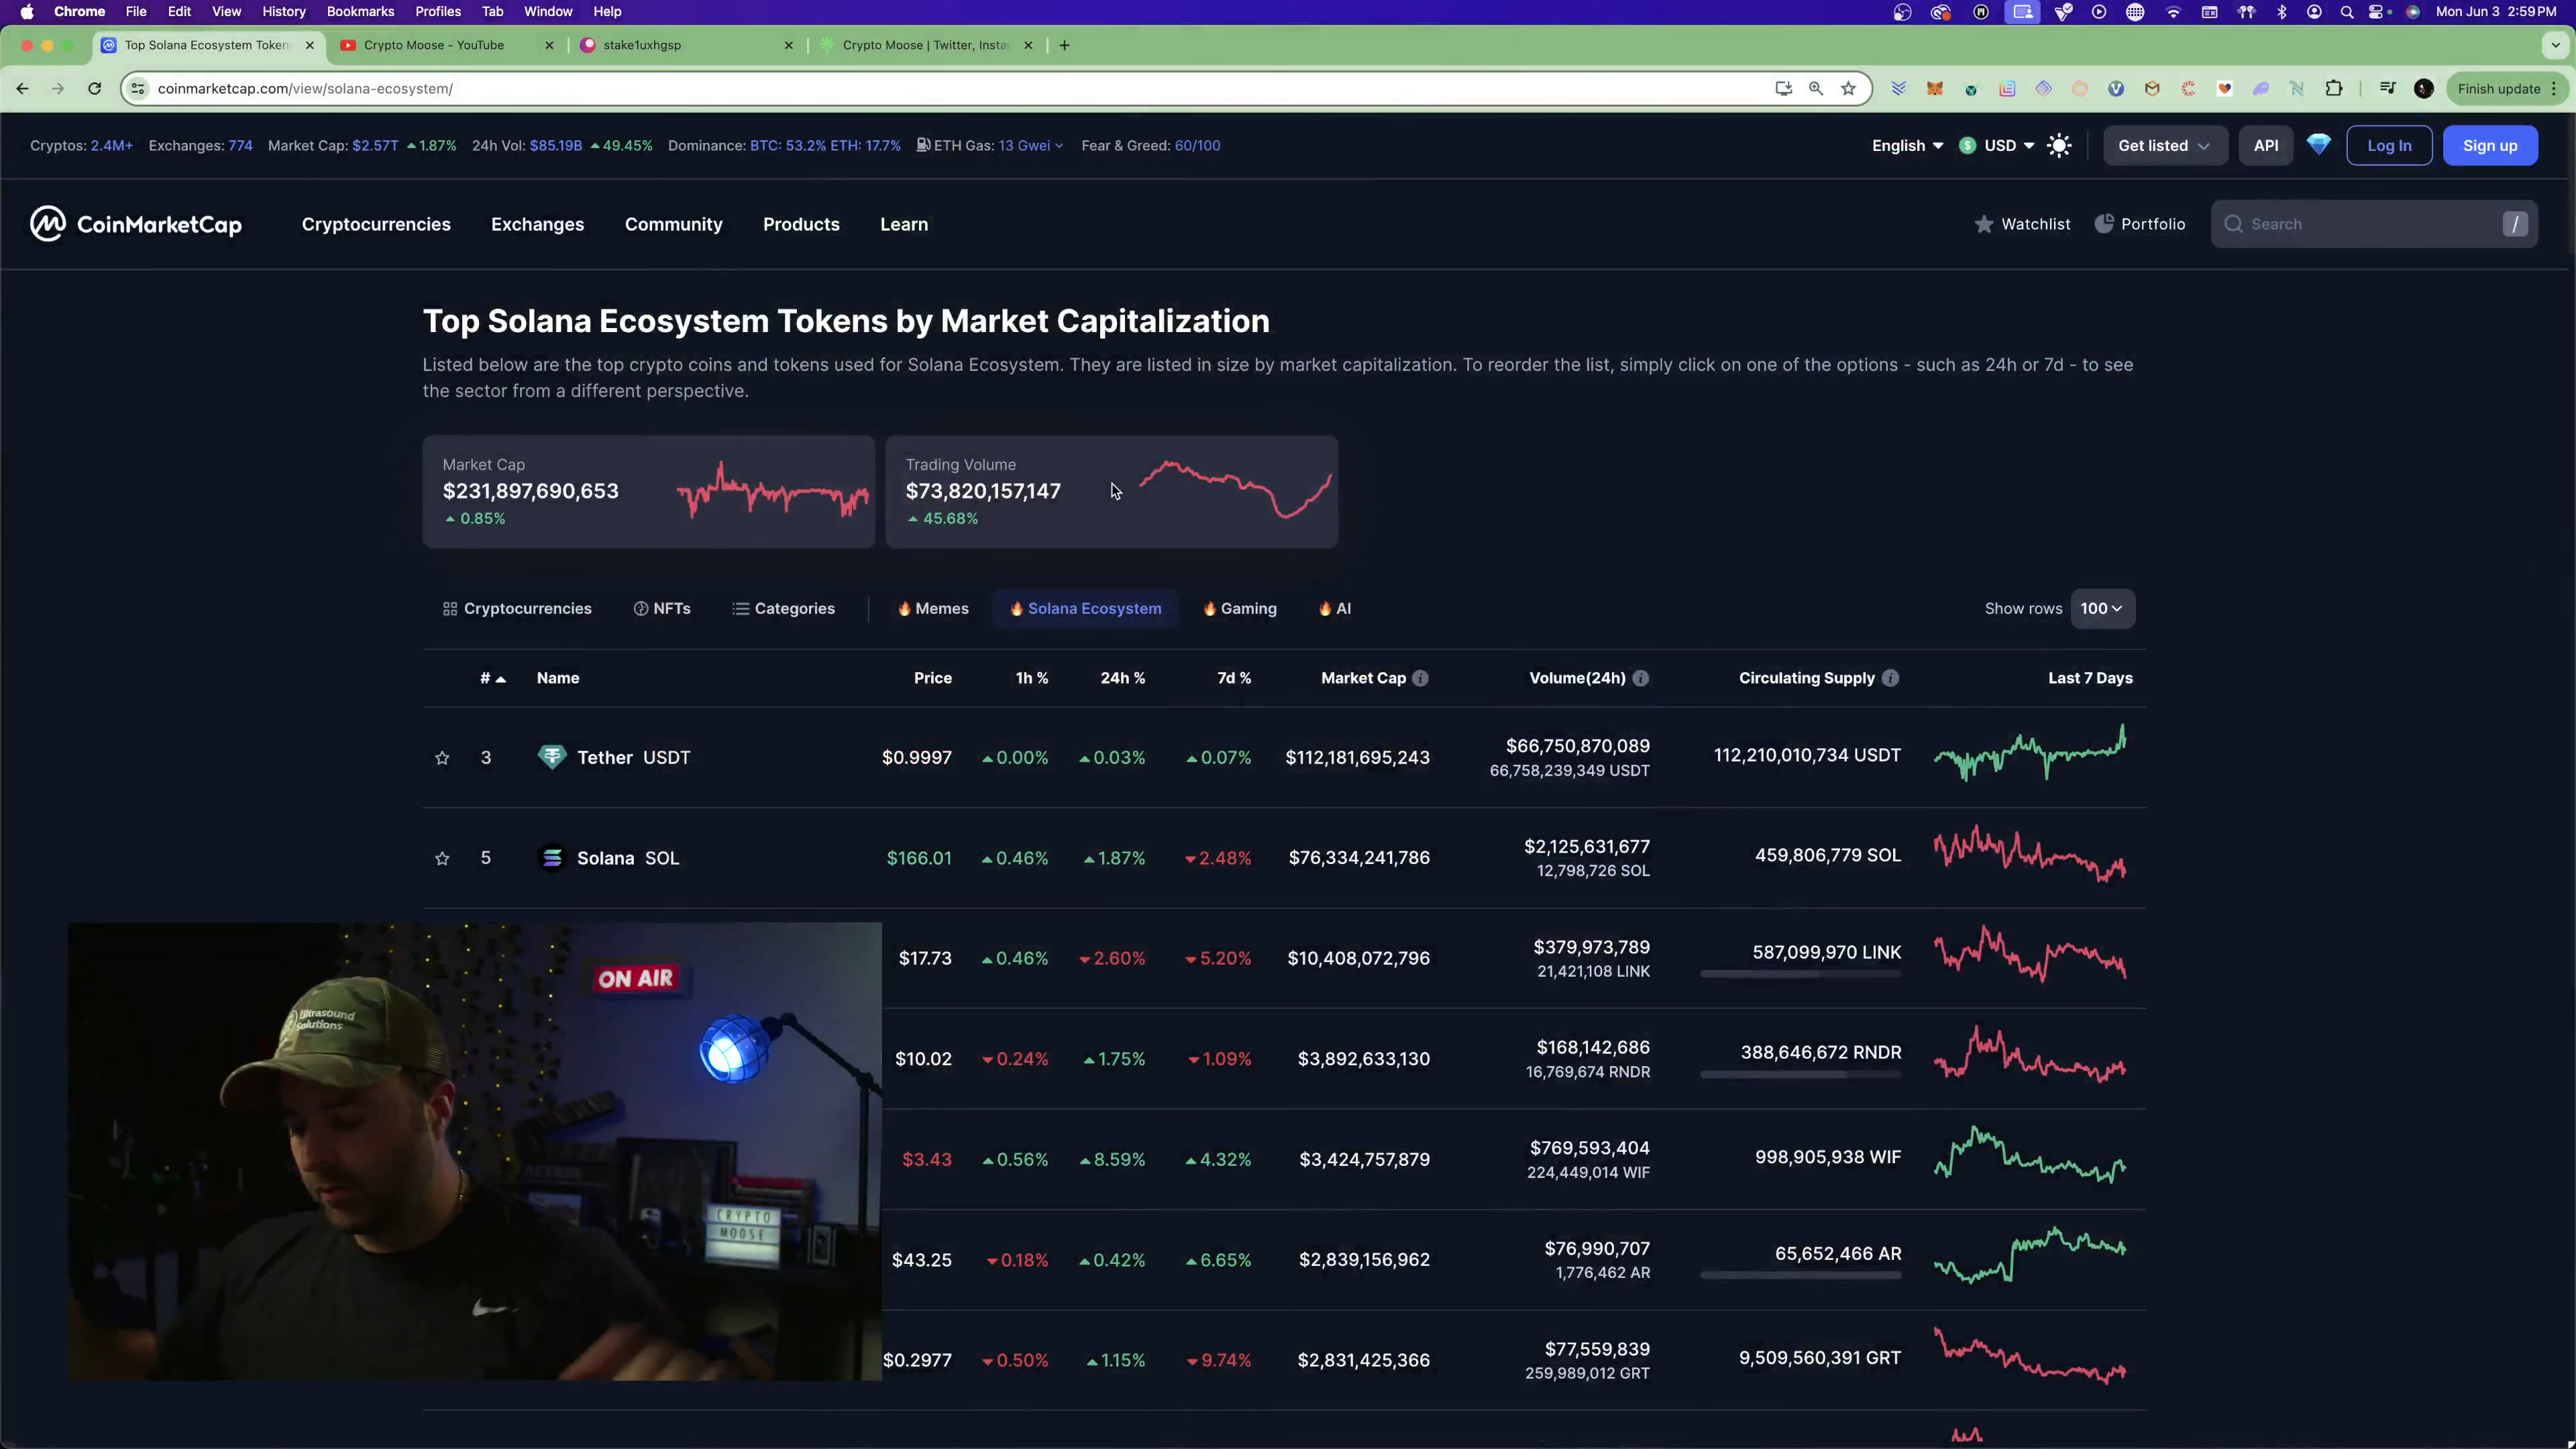 Chrome File Edit View History Bookmarks Profiles Tab Window Help Mon Jun 3 2:59 PM
Top Solana Ecosystem Token Crypto Moose - YouTube stake1uxhgsp Crypto Moose | Twitter, Insta
coinmarketcap.com/view/solana-ecosystem/ Finish update
Cryptos: 2.4M+ Exchanges: 774 Market Cap: $2.57T 1.87% 24h Vol: $85.19B 49.45% Dominance: BTC: 53.2% ETH: 17.7% ETH Gas: 13 Gwei Fear & Greed: 60/100 English USD Get listed API Log In Sign up
CoinMarketCap Cryptocurrencies Exchanges Community Products Learn Watchlist Portfolio Search /
Top Solana Ecosystem Tokens by Market Capitalization
Listed below are the top crypto coins and tokens used for Solana Ecosystem. They are listed in size by market capitalization. To reorder the list, simply click on one of the options - such as 24h or 7d - to see
the sector from a different perspective.
Market Cap Trading Volume
$231,897,690,653 $73,820,157,147
0.85% 45.68%
Cryptocurrencies NFTs Categories Memes Solana Ecosystem Gaming AI Show rows 100
# Name Price 1h % 24h % 7d % Market Cap Volume(24h) Circulating Supply Last 7 Days
3 Tether USDT $0.9997 0.00% 0.03% 0.07% $112,181,695,243 $66,750,870,089 112,210,010,734 USDT
66,758,239,349 USDT
5 Solana SOL $166.01 0.46% 1.87% 2.48% $76,334,241,786 $2,125,631,677 459,806,779 SOL
12,798,726 SOL
$17.73 0.46% 2.60% 5.20% $10,408,072,796 $379,973,789 587,099,970 LINK
21,421,108 LINK
ON AIR
Ultrasound
Solutions
$10.02 0.24% 1.75% 1.09% $3,892,633,130 $168,142,686 388,646,672 RNDR
16,769,674 RNDR
$3.43 0.56% 8.59% 4.32% $3,424,757,879 $769,593,404 998,905,938 WIF
224,449,014 WIF
ACTION
CRYPTO
MOOSE
$43.25 0.18% 0.42% 6.65% $2,839,156,962 $76,990,707 65,652,466 AR
1,776,462 AR
$0.2977 0.50% 1.15% 9.74% $2,831,425,366 $77,559,839 9,509,560,391 GRT
259,989,012 GRT